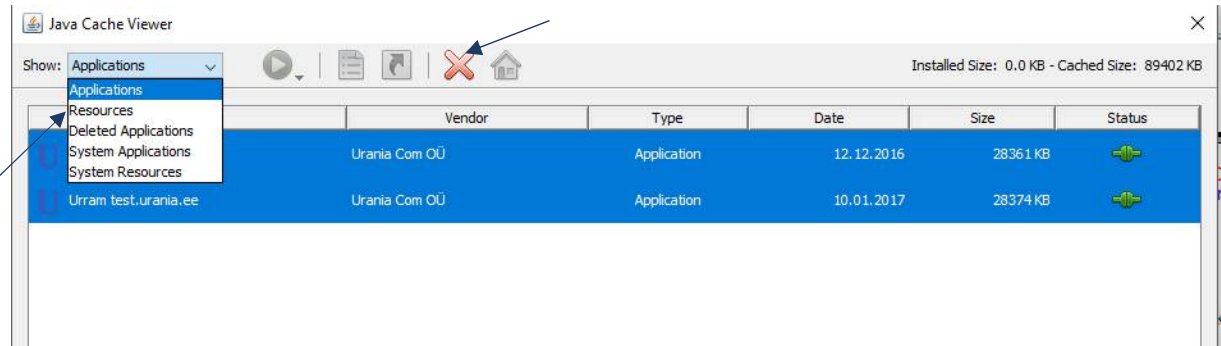 Java Cache Viewer
Show: Applications
Installed Size: 0.0 KB - Cached Size: 89402 KB
Applications
Resources
Deleted Applications
System Applications
System Resources
Vendor Type Date Size Status
Urania Com OÜ Application 12.12.2016 28361 KB
Urram test.urania.ee Urania Com OÜ Application 10.01.2017 28374 KB